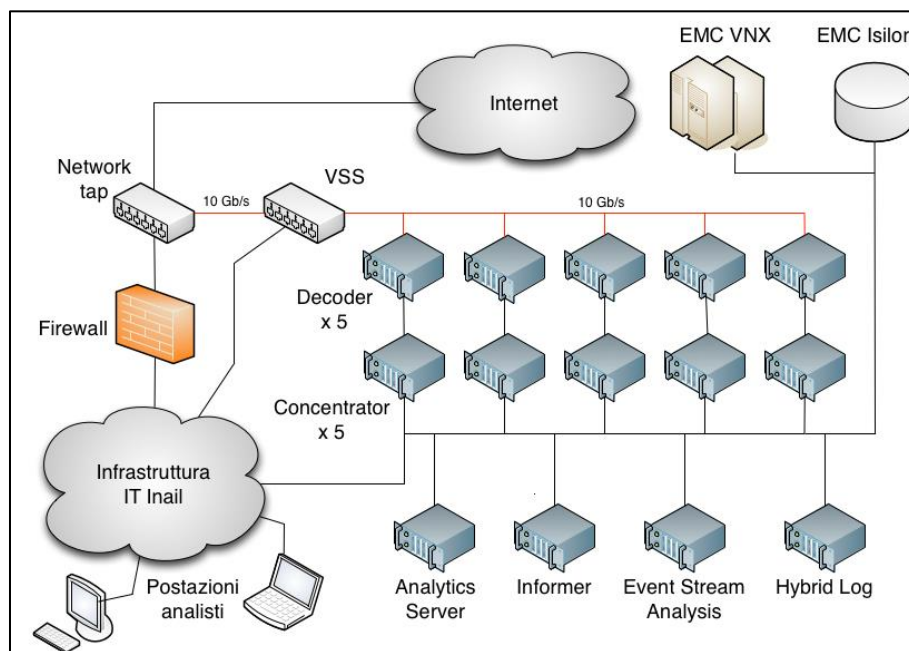 EMC VNX
EMC Isilon
Internet
Network
tap
VSS
10 Gb/s
10 Gb/s
Decoder
x 5
Firewall
Concentrator
x 5
Infrastruttura
IT Inail
Postazioni
analisti
Analytics
Server
Informer
Event Stream
Analysis
Hybrid Log